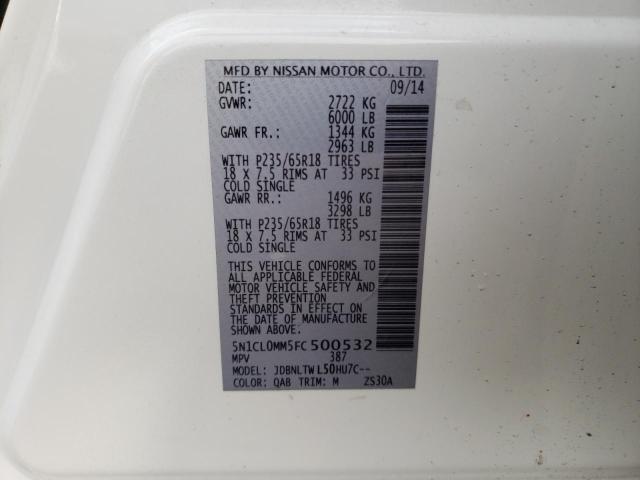 MFD BY NISSAN MOTOR CO., LTD.
DATE: 09/14
GVWR: 2722 KG
6000 LB
GAWR FR.: 1344 KG
2963 LB
WITH P235/65R18 TIRES
18 X 7.5 RIMS AT 33 PSI
COLD SINGLE
GAWR RR.: 1496 KG
3298 LB
WITH P235/65R18 TIRES
18 X 7.5 RIMS AT 33 PSI
COLD SINGLE
THIS VEHICLE CONFORMS TO
ALL APPLICABLE FEDERAL
MOTOR VEHICLE SAFETY AND
THEFT PREVENTION
STANDARDS IN EFFECT ON
THE DATE OF MANUFACTURE
SHOWN ABOVE.
5N1CL0MM5FC500532
MPV 387
MODEL: JDBNLTWL50HU7C--
COLOR: QAB TRIM: M ZS30A